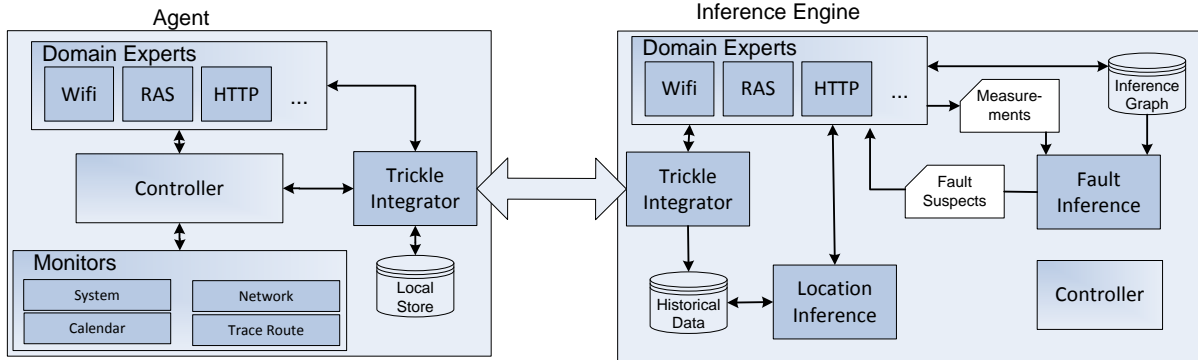 Agent
Domain Experts
Wifi
RAS
HTTP
...
Controller
Trickle
Integrator
Monitors
System
Network
Calendar
Trace Route
Local
Store
Inference Engine
Domain Experts
Wifi
RAS
HTTP
...
Measure-
ments
Inference
Graph
Trickle
Integrator
Fault
Suspects
Fault
Inference
Historical
Data
Location
Inference
Controller